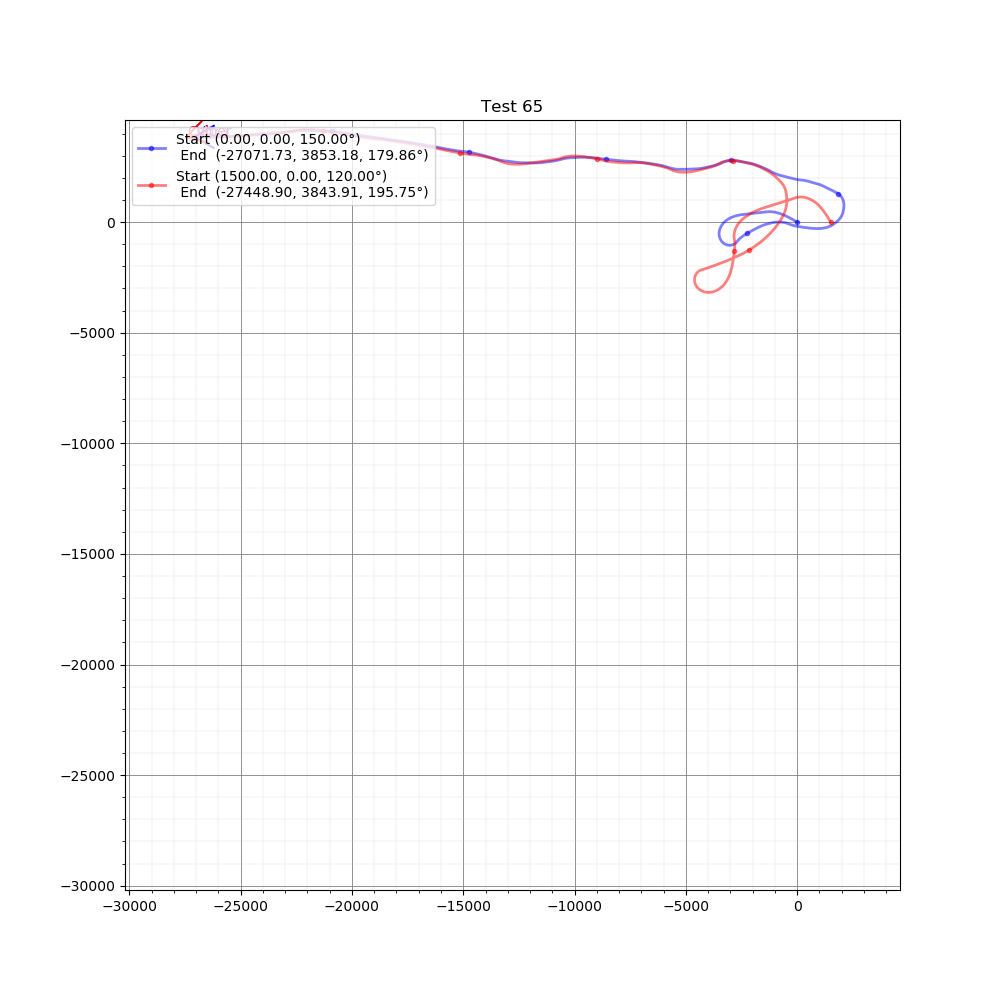 Test 65
Start (0.00, 0.00, 150.00°)
End (-27071.73, 3853.18, 179.86°)
Start (1500.00, 0.00, 120.00°)
End (-27448.90, 3843.91, 195.75°)
0
−5000
−10000
−15000
−20000
−25000
−30000
−30000 −25000 −20000 −15000 −10000 −5000 0